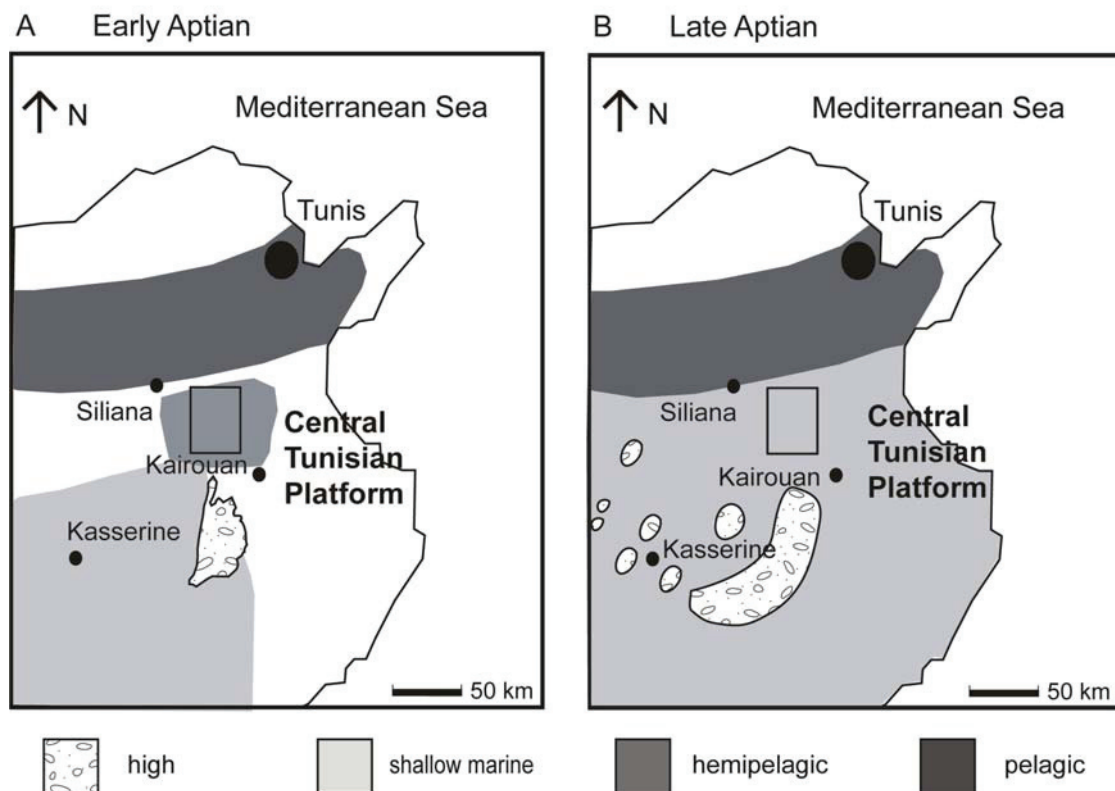 A Early Aptian
N
Mediterranean Sea
Tunis
Siliana
Central
Tunisian
Platform
Kairouan
Kasserine
50 km
B Late Aptian
N
Mediterranean Sea
Tunis
Siliana
Central
Tunisian
Platform
Kairouan
Kasserine
50 km
high
shallow marine
hemipelagic
pelagic